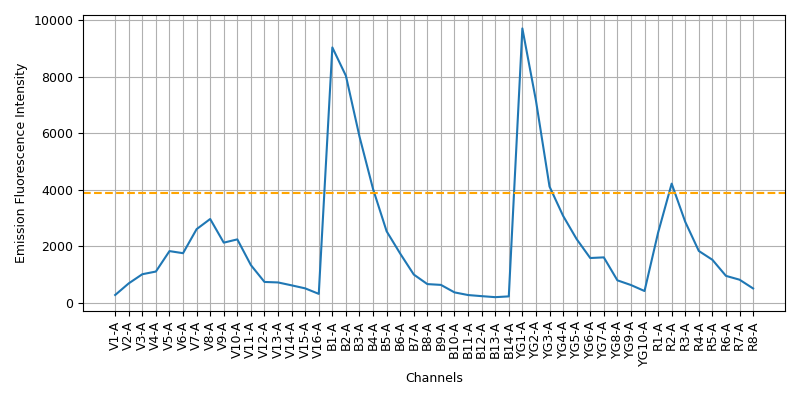 Emission Fluorescence Intensity
10000
8000
6000
4000
2000
0
V1-A
V2-A
V3-A
V4-A
V5-A
V6-A
V7-A
V8-A
V9-A
V10-A
V11-A
V12-A
V13-A
V14-A
V15-A
V16-A
B1-A
B2-A
B3-A
B4-A
B5-A
B6-A
B7-A
B8-A
B9-A
B10-A
B11-A
B12-A
B13-A
B14-A
YG1-A
YG2-A
YG3-A
YG4-A
YG5-A
YG6-A
YG7-A
YG8-A
YG9-A
YG10-A
R1-A
R2-A
R3-A
R4-A
R5-A
R6-A
R7-A
R8-A
Channels